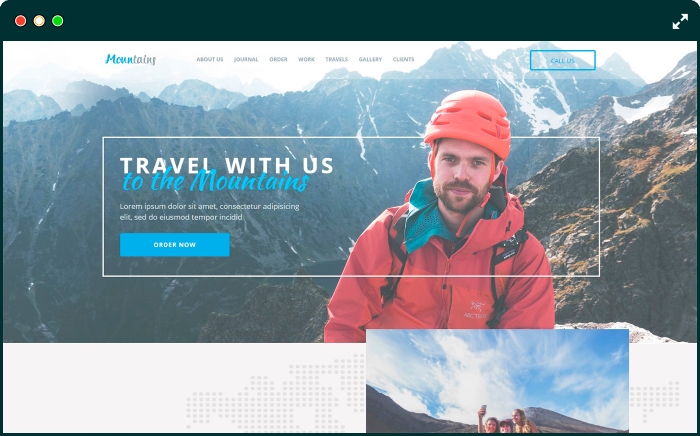 Mountains
ABOUT US JOURNAL ORDER WORK TRAVELS GALLERY CLIENTS
CALL US
TRAVEL WITH US
to the Mountains
Lorem ipsum dolor sit amet, consectetur adipisicing
elit, sed do eiusmod tempor incidid
ORDER NOW